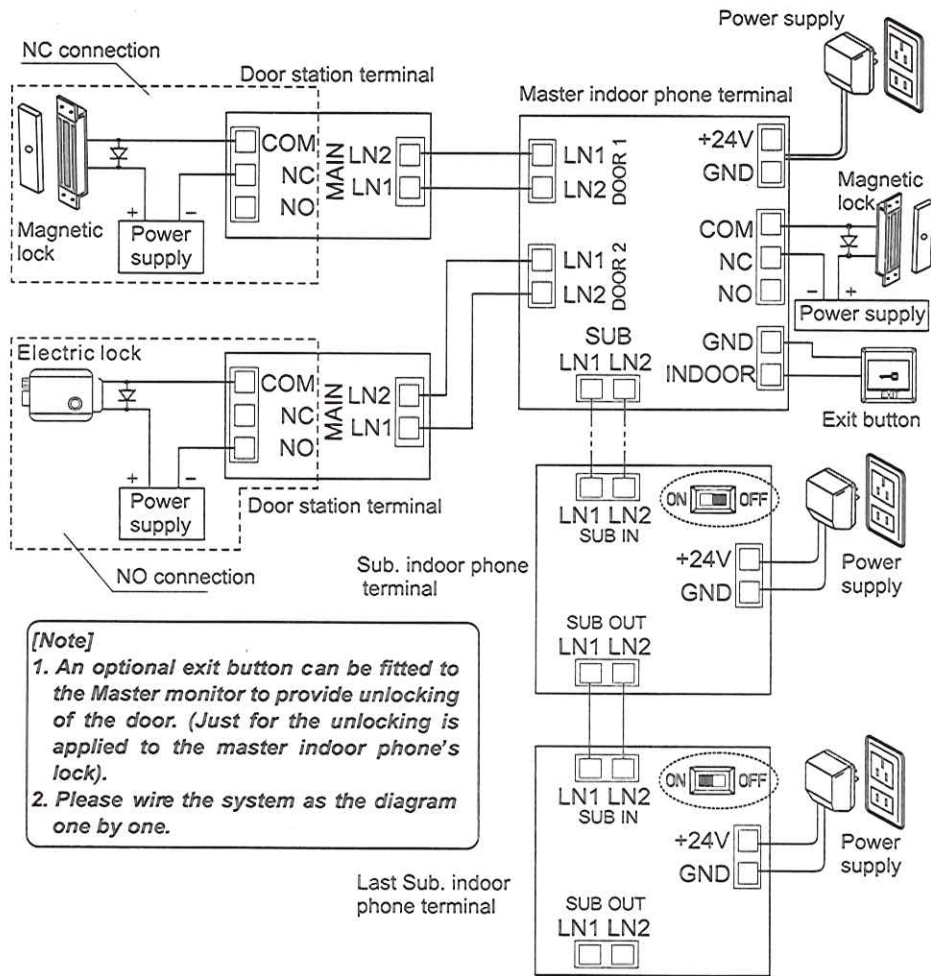 Power supply
NC connection
Door station terminal
Master indoor phone terminal
COM
NC
NO
MAIN
LN2
LN1
Magnetic
lock
+ -
Power
supply
LN1
LN2
DOOR 1
LN1
LN2
DOOR 2
SUB
LN1 LN2
+24V
GND
COM
NC
NO
GND
INDOOR
Magnetic
lock
- +
Power supply
EXIT
Exit button
Electric lock
COM
NC
NO
MAIN
LN2
LN1
+ -
Power
supply
Door station terminal
NO connection
LN1 LN2
SUB IN
ON OFF
+24V
GND
SUB OUT
LN1 LN2
Power
supply
Sub. indoor phone
terminal
[Note]
1. An optional exit button can be fitted to
the Master monitor to provide unlocking
of the door. (Just for the unlocking is
applied to the master indoor phone's
lock).
2. Please wire the system as the diagram
one by one.
LN1 LN2
SUB IN
ON OFF
+24V
GND
SUB OUT
LN1 LN2
Power
supply
Last Sub. indoor
phone terminal